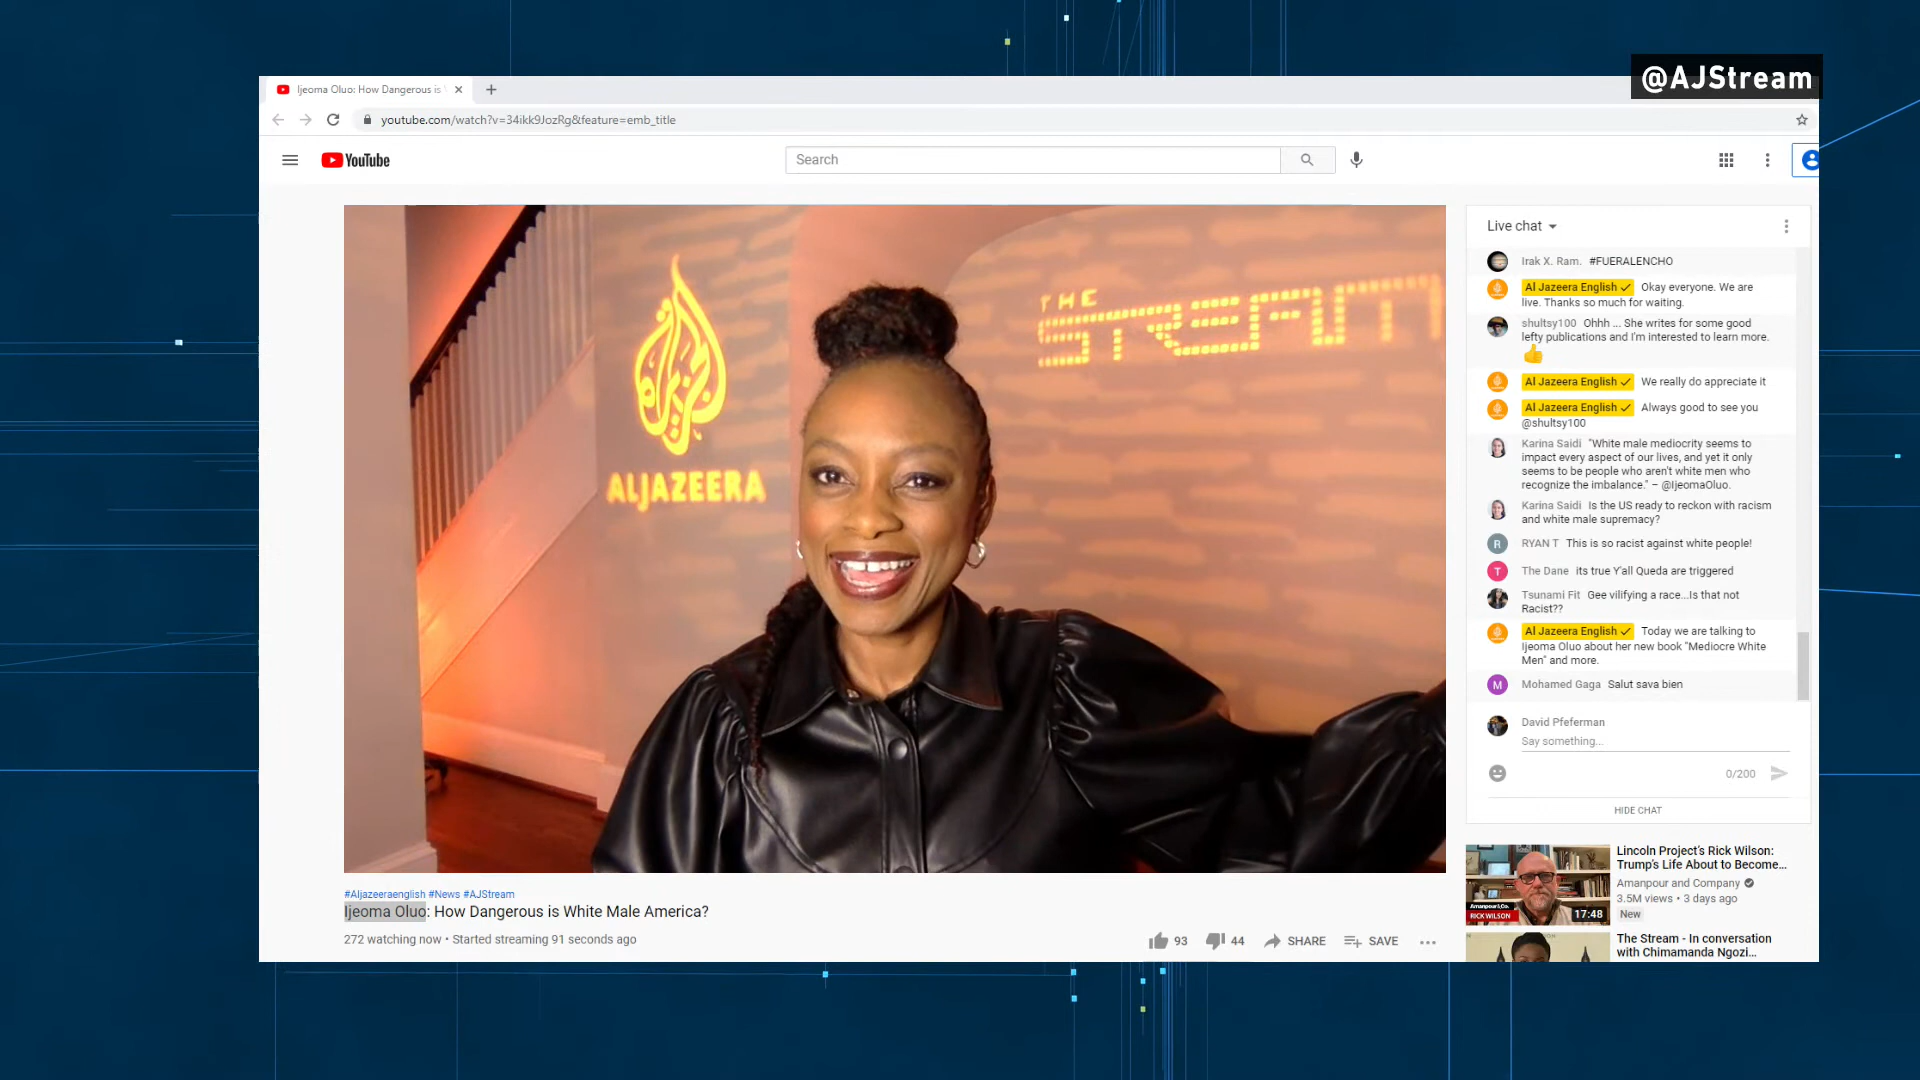 @AJStream
Ijeoma Oluo: How Dangerous is
youtube.com/watch?v=34ikk9JozRg&feature=emb_title
YouTube
Search
ALJAZEERA
THE
STREAM
Live chat
Irak X. Ram. #FUERALENCHO
Al Jazeera English Okay everyone. We are
live. Thanks so much for waiting.
shultsy100 Ohhh ... She writes for some good
lefty publications and I'm interested to learn more.
Al Jazeera English We really do appreciate it
Al Jazeera English Always good to see you
@shultsy100
Karina Saidi "White male mediocrity seems to
impact every aspect of our lives, and yet it only
seems to be people who aren't white men who
recognize the imbalance." – @IjeomaOluo.
Karina Saidi Is the US ready to reckon with racism
and white male supremacy?
R RYAN T This is so racist against white people!
T The Dane its true Y'all Queda are triggered
Tsunami Fit Gee vilifying a race...Is that not
Racist??
Al Jazeera English Today we are talking to
Ijeoma Oluo about her new book "Mediocre White
Men" and more.
M Mohamed Gaga Salut sava bien
David Pfeferman
Say something...
0/200
HIDE CHAT
#Aljazeeraenglish #News #AJStream
Ijeoma Oluo: How Dangerous is White Male America?
272 watching now • Started streaming 91 seconds ago
93 44 SHARE SAVE
Lincoln Project's Rick Wilson:
Trump's Life About to Become...
Amanpour and Company
3.5M views • 3 days ago
New
Amanpour&Co.
RICK WILSON
17:48
The Stream - In conversation
with Chimamanda Ngozi...